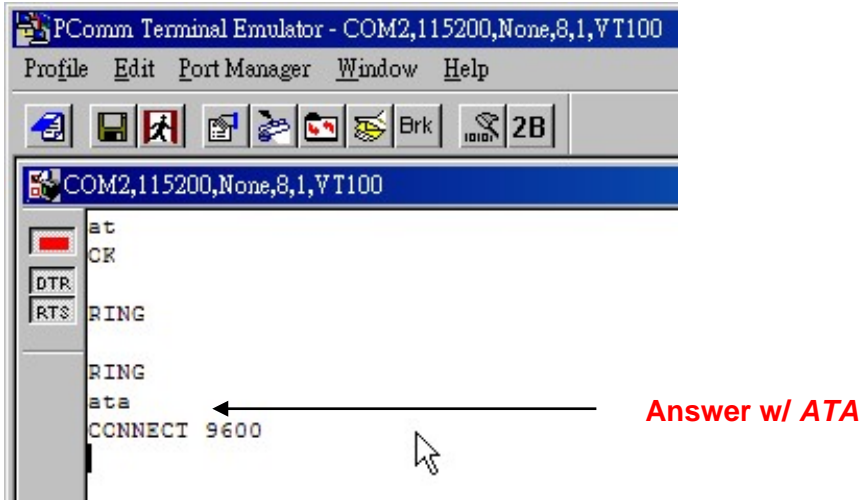 PComm Terminal Emulator - COM2,115200,None,8,1,VT100
Profile Edit Port Manager Window Help
Brk 2B
COM2,115200,None,8,1,VT100
at
OK
DTR
RTS
RING
RING
ata
Answer w/ ATA
CONNECT 9600